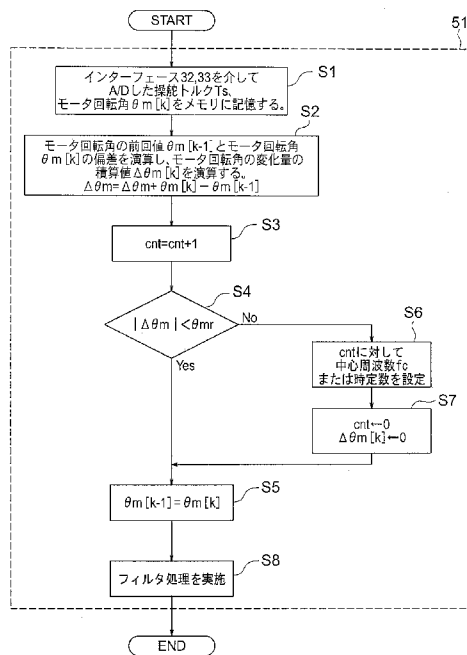 START
51
S1
インターフェース32,33を介して
A/Dした操舵トルクTs、
モータ回転角θm[k]をメモリに記憶する。
S2
モータ回転角の前回値θm[k-1]とモータ回転角
θm[k]の偏差を演算し、モータ回転角の変化量の
積算値Δθm[k]を演算する。
Δθm=Δθm+θm[k]-θm[k-1]
S3
cnt=cnt+1
S4
|Δθm|<θmr
No
Yes
S6
cntに対して
中心周波数fc
または時定数を設定
S7
cnt←0
Δθm[k]←0
S5
θm[k-1]=θm[k]
S8
フィルタ処理を実施
END